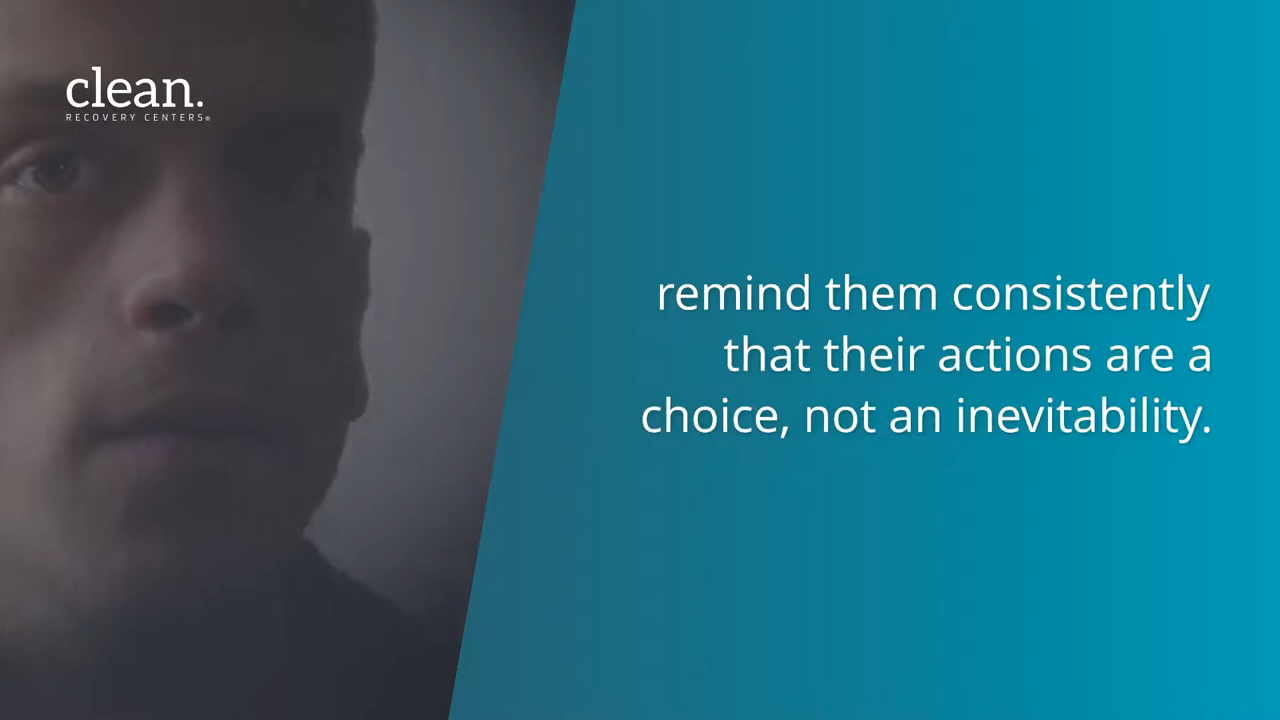 clean.
RECOVERY CENTERS®
remind them consistently
that their actions are a
choice, not an inevitability.